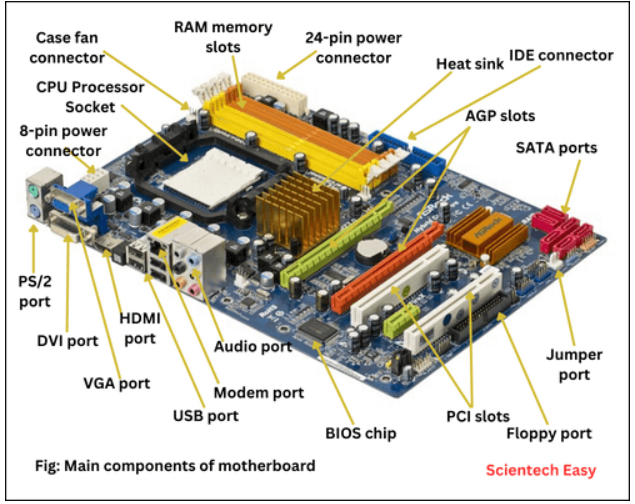 RAM memory
slots
Case fan
connector
24-pin power
connector
IDE connector
Heat sink
CPU Processor
Socket
AGP slots
8-pin power
connector
SATA ports
ASRock
ASRock
PS/2
port
DVI port
HDMI
port
VGA port
Audio port
Modem port
USB port
BIOS chip
PCI slots
Jumper
port
Floppy port
Fig: Main components of motherboard
Scientech Easy